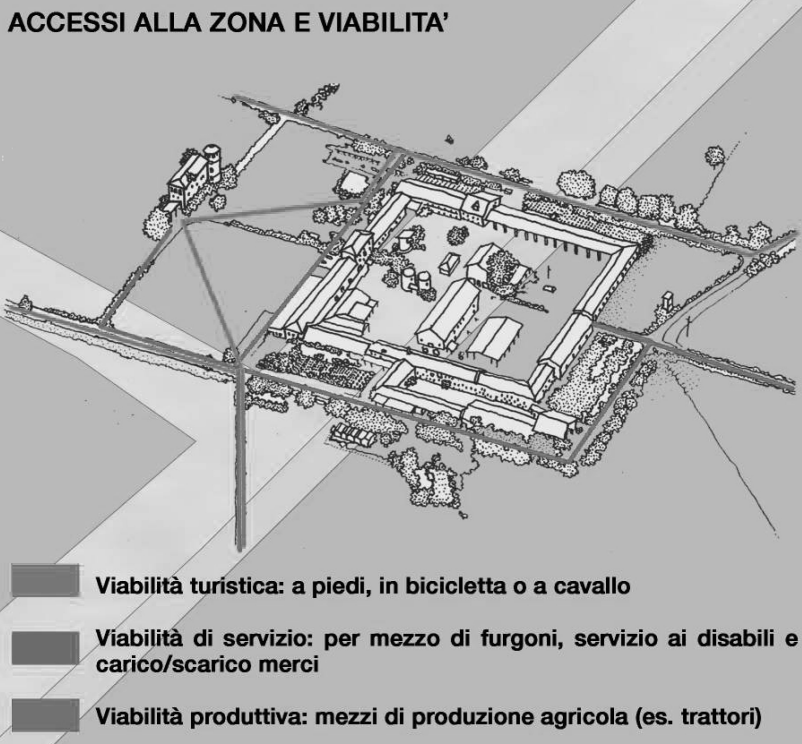 ACCESSI ALLA ZONA E VIABILITA'
Viabilità turistica: a piedi, in bicicletta o a cavallo
Viabilità di servizio: per mezzo di furgoni, servizio ai disabili e
carico/scarico merci
Viabilità produttiva: mezzi di produzione agricola (es. trattori)